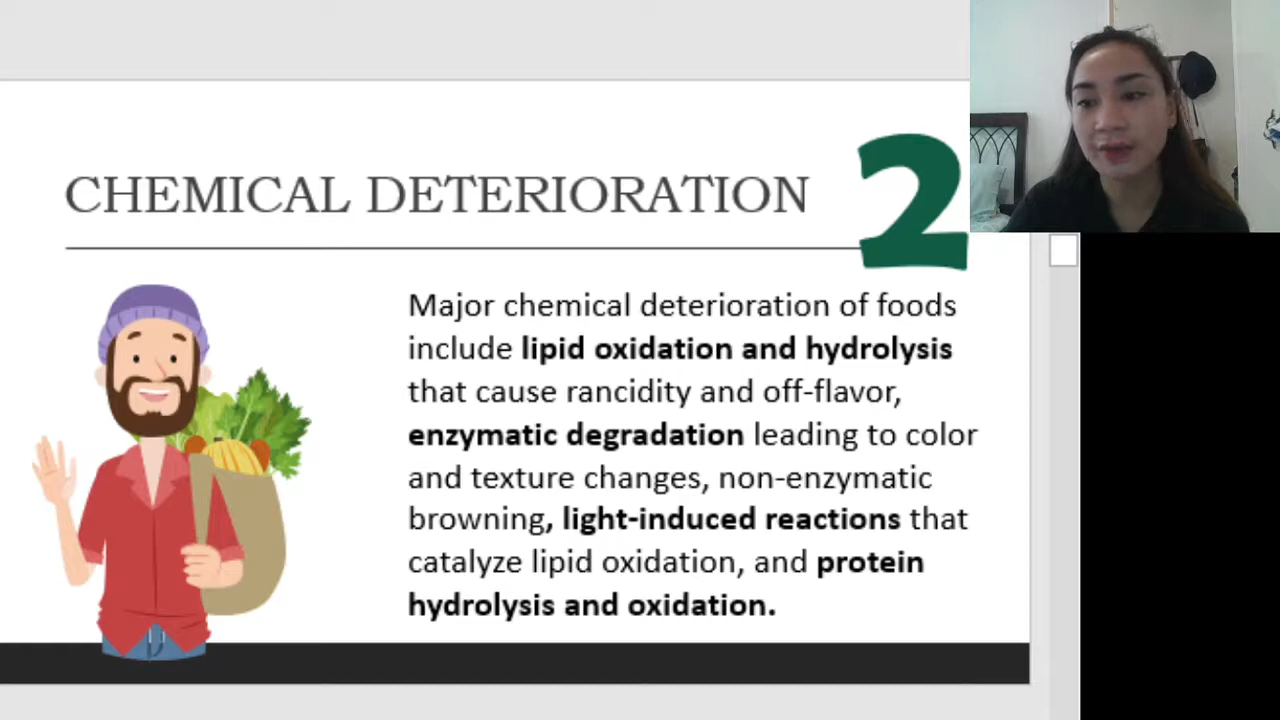 CHEMICAL DETERIORATION
2
Major chemical deterioration of foods
include lipid oxidation and hydrolysis
that cause rancidity and off-flavor,
enzymatic degradation leading to color
and texture changes, non-enzymatic
browning, light-induced reactions that
catalyze lipid oxidation, and protein
hydrolysis and oxidation.